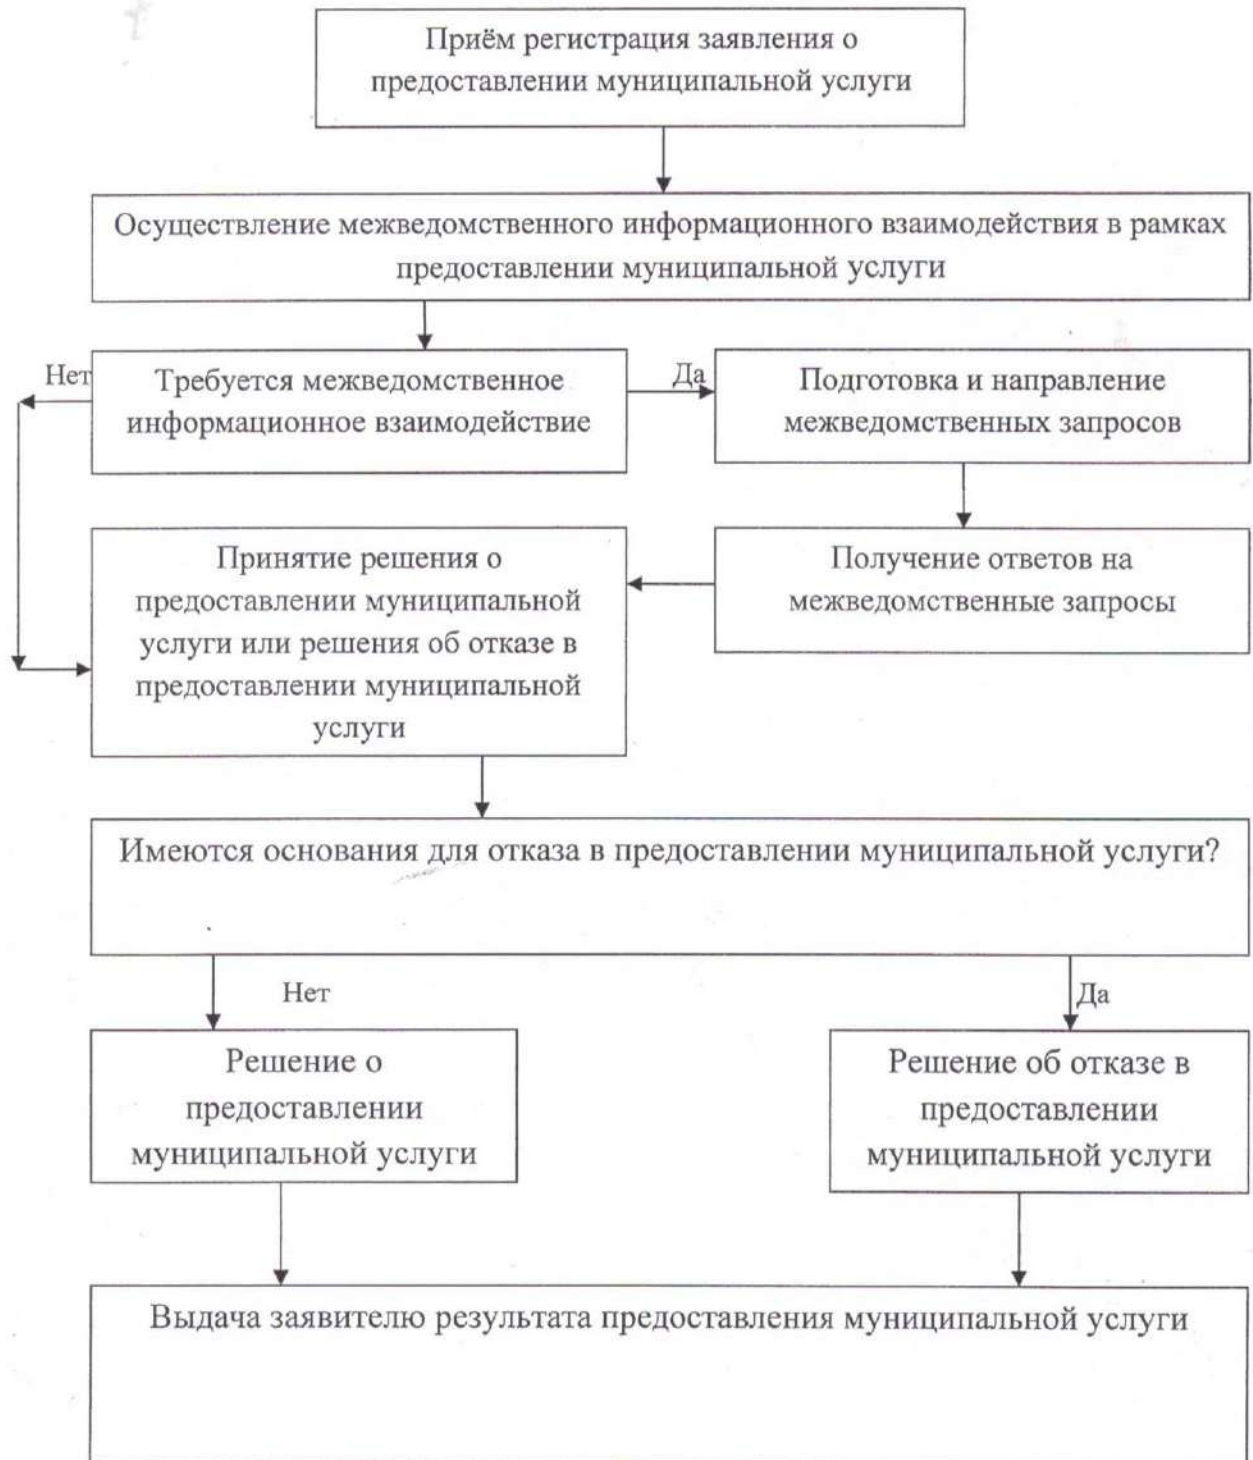 Приём регистрация заявления о
предоставлении муниципальной услуги
Осуществление межведомственного информационного взаимодействия в рамках
предоставлении муниципальной услуги
Нет
Требуется межведомственное
информационное взаимодействие
Да
Подготовка и направление
межведомственных запросов
Принятие решения о
предоставлении муниципальной
услуги или решения об отказе в
предоставлении муниципальной
услуги
Получение ответов на
межведомственные запросы
Имеются основания для отказа в предоставлении муниципальной услуги?
Нет
Да
Решение о
предоставлении
муниципальной услуги
Решение об отказе в
предоставлении
муниципальной услуги
Выдача заявителю результата предоставления муниципальной услуги